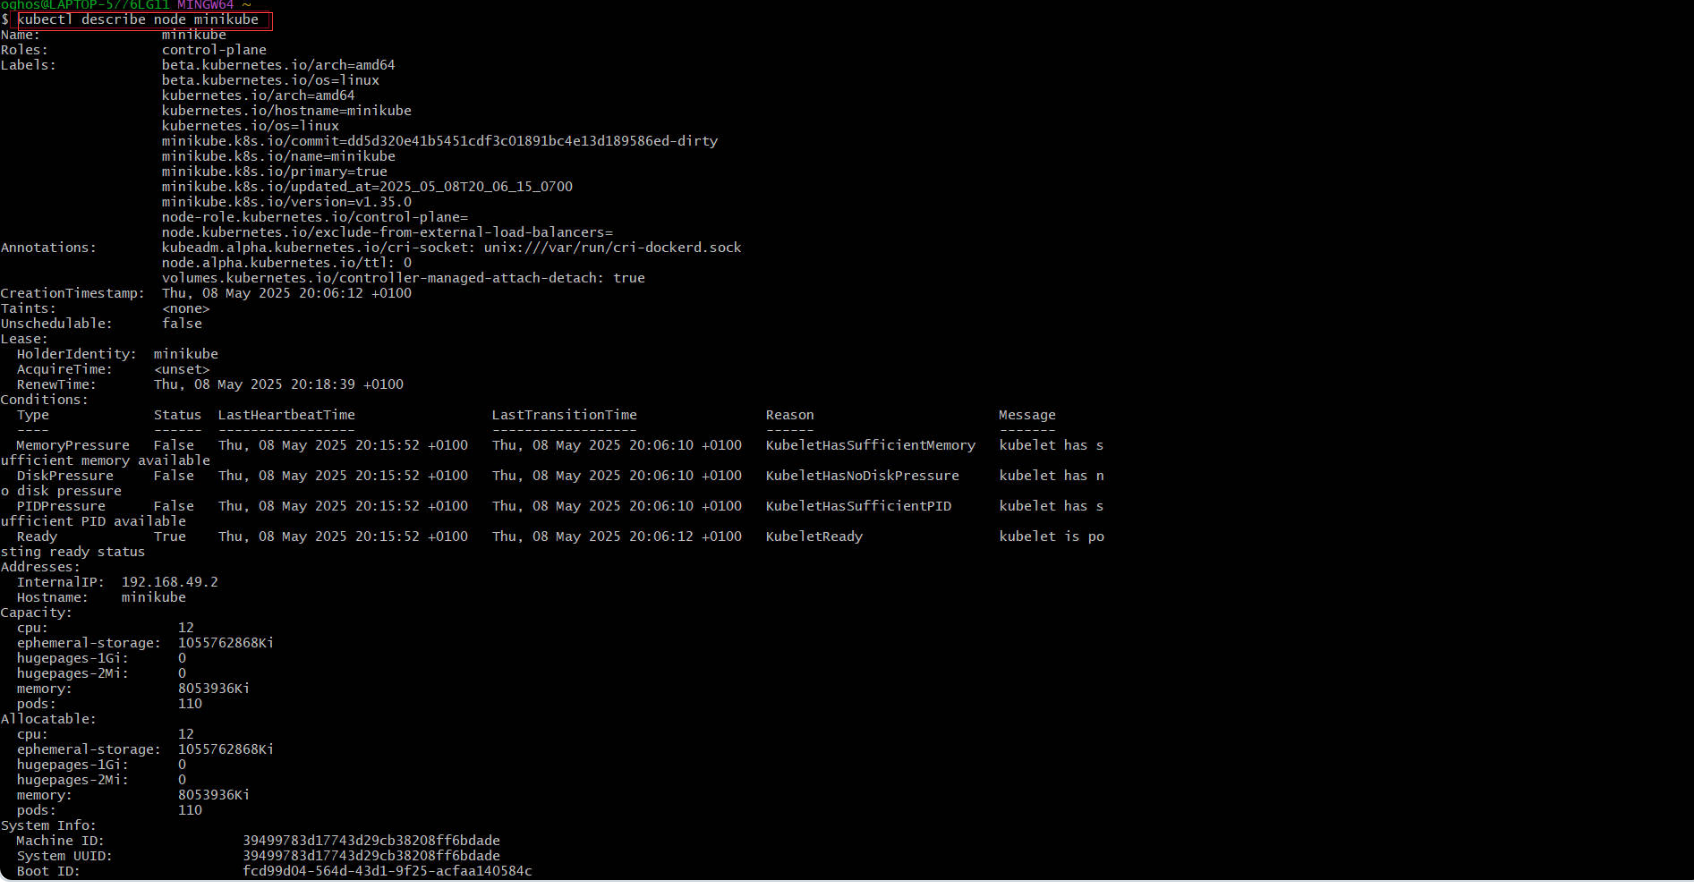 oghos@LAPTOP-5776LG11 MINGW64 ~
$ kubectl describe node minikube
Name:               minikube
Roles:              control-plane
Labels:             beta.kubernetes.io/arch=amd64
                    beta.kubernetes.io/os=linux
                    kubernetes.io/arch=amd64
                    kubernetes.io/hostname=minikube
                    kubernetes.io/os=linux
                    minikube.k8s.io/commit=dd5d320e41b5451cdf3c01891bc4e13d189586ed-dirty
                    minikube.k8s.io/name=minikube
                    minikube.k8s.io/primary=true
                    minikube.k8s.io/updated_at=2025_05_08T20_06_15_0700
                    minikube.k8s.io/version=v1.35.0
                    node-role.kubernetes.io/control-plane=
                    node.kubernetes.io/exclude-from-external-load-balancers=
Annotations:        kubeadm.alpha.kubernetes.io/cri-socket: unix:///var/run/cri-dockerd.sock
                    node.alpha.kubernetes.io/ttl: 0
                    volumes.kubernetes.io/controller-managed-attach-detach: true
CreationTimestamp:  Thu, 08 May 2025 20:06:12 +0100
Taints:             <none>
Unschedulable:      false
Lease:
  HolderIdentity:  minikube
  AcquireTime:     <unset>
  RenewTime:       Thu, 08 May 2025 20:18:39 +0100
Conditions:
  Type             Status  LastHeartbeatTime                 LastTransitionTime                Reason                       Message
  ----             ------  -----------------                 ------------------                ------                       -------
  MemoryPressure   False   Thu, 08 May 2025 20:15:52 +0100   Thu, 08 May 2025 20:06:10 +0100   KubeletHasSufficientMemory   kubelet has s
ufficient memory available
  DiskPressure     False   Thu, 08 May 2025 20:15:52 +0100   Thu, 08 May 2025 20:06:10 +0100   KubeletHasNoDiskPressure     kubelet has n
o disk pressure
  PIDPressure      False   Thu, 08 May 2025 20:15:52 +0100   Thu, 08 May 2025 20:06:10 +0100   KubeletHasSufficientPID      kubelet has s
ufficient PID available
  Ready            True    Thu, 08 May 2025 20:15:52 +0100   Thu, 08 May 2025 20:06:12 +0100   KubeletReady                 kubelet is po
sting ready status
Addresses:
  InternalIP:  192.168.49.2
  Hostname:    minikube
Capacity:
  cpu:                12
  ephemeral-storage:  1055762868Ki
  hugepages-1Gi:      0
  hugepages-2Mi:      0
  memory:             8053936Ki
  pods:               110
Allocatable:
  cpu:                12
  ephemeral-storage:  1055762868Ki
  hugepages-1Gi:      0
  hugepages-2Mi:      0
  memory:             8053936Ki
  pods:               110
System Info:
  Machine ID:                 39499783d17743d29cb38208ff6bdade
  System UUID:                39499783d17743d29cb38208ff6bdade
  Boot ID:                    fcd99d04-564d-43d1-9f25-acfaa140584c